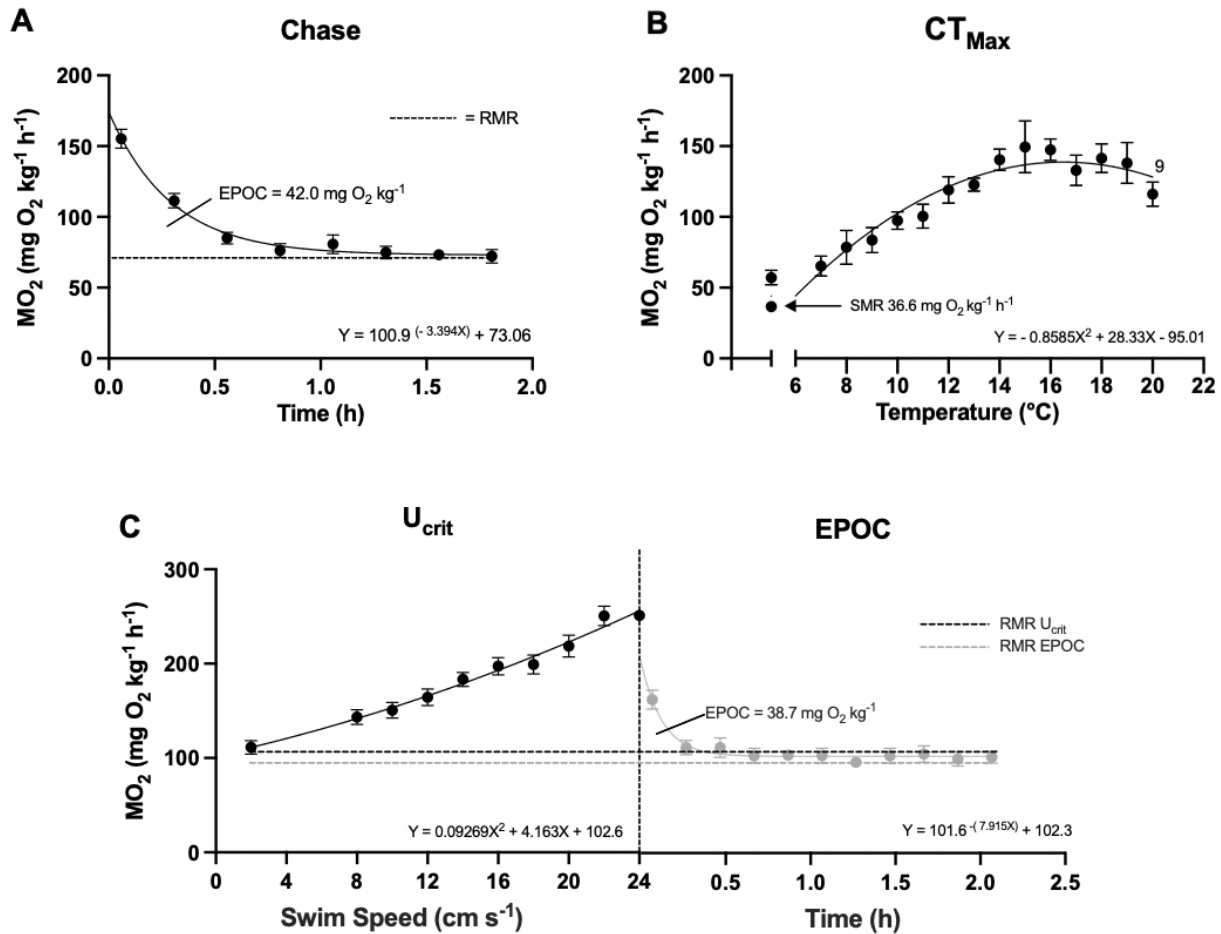 A
Chase
MO2 (mg O2 kg-1 h-1)
200
150
100
50
0
= RMR
EPOC = 42.0 mg O2 kg-1
Y = 100.9 (- 3.394X) + 73.06
0.0 0.5 1.0 1.5 2.0
Time (h)
B
CTMax
MO2 (mg O2 kg-1 h-1)
200
150
100
50
0
9
SMR 36.6 mg O2 kg-1 h-1
Y = - 0.8585X2 + 28.33X - 95.01
6 8 10 12 14 16 18 20 22
Temperature (°C)
C
Ucrit
EPOC
MO2 (mg O2 kg-1 h-1)
300
200
100
0
RMR Ucrit
RMR EPOC
EPOC = 38.7 mg O2 kg-1
Y = 0.09269X2 + 4.163X + 102.6
Y = 101.6 -( 7.915X) + 102.3
0 4 8 12 16 20 24 0.5 1.0 1.5 2.0 2.5
Swim Speed (cm s-1)
Time (h)